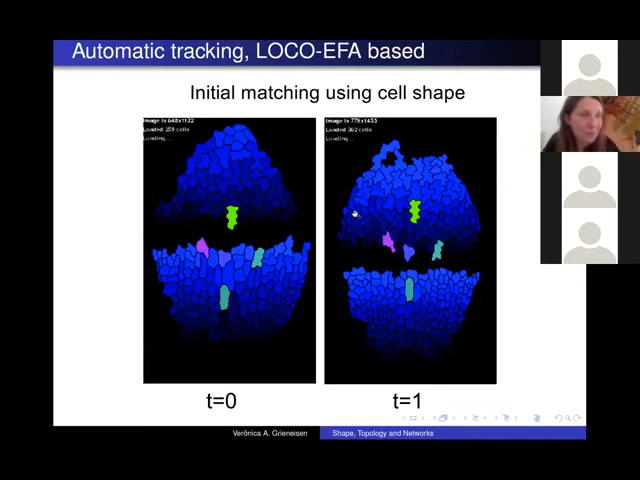 Automatic tracking, LOCO-EFA based
Initial matching using cell shape
Image is 648x1132
Loaded 259 cells
Loading...
Image is 779x1455
Loaded 362 cells
Loading...
t=0
t=1
Verônica A. Grieneisen
Shape, Topology and Networks